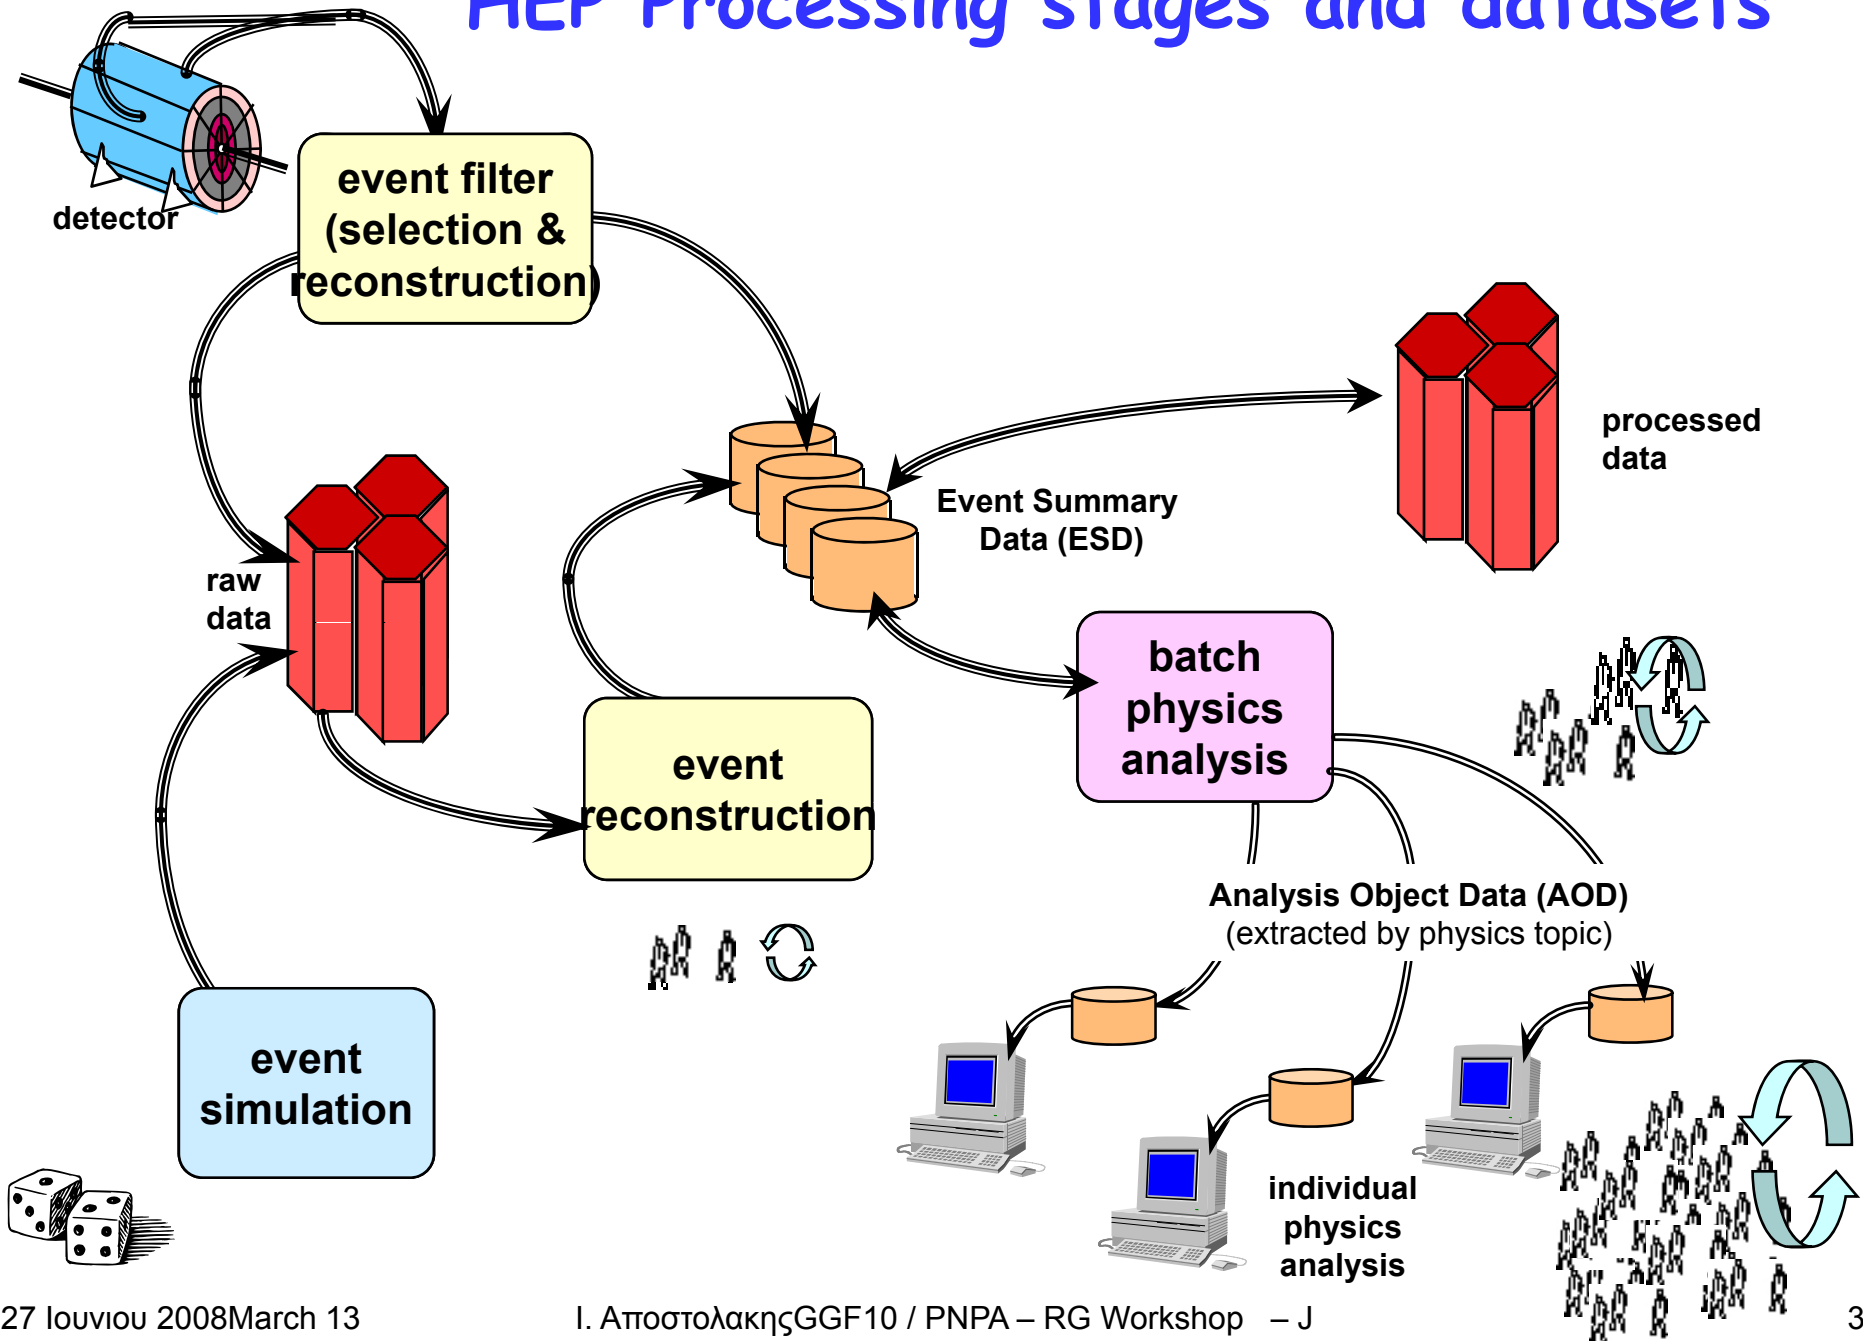 HEP Processing stages and datasets
detector
event filter
(selection &
reconstruction)
processed
data
Event Summary
Data (ESD)
raw
data
batch
physics
analysis
event
reconstruction
Analysis Object Data (AOD)
(extracted by physics topic)
event
simulation
individual
physics
analysis
27 Ιουνιου 2008March 13
Ι. ΑποστολακηςGGF10 / PNPA – RG Workshop – J
3